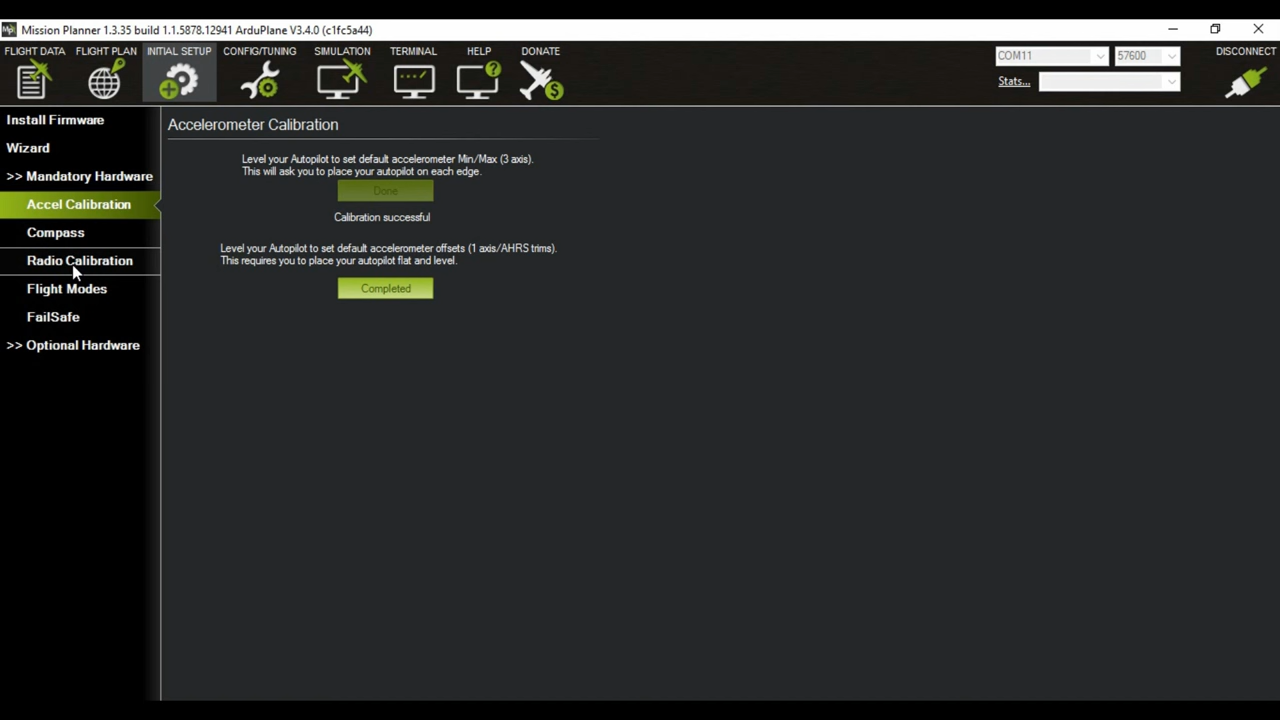 Mission Planner 1.3.35 build 1.1.5878.12941 ArduPlane V3.4.0 (c1fc5a44)
FLIGHT DATA FLIGHT PLAN INITIAL SETUP CONFIG/TUNING SIMULATION TERMINAL HELP DONATE
COM11 57600 DISCONNECT
Stats...
Install Firmware
Wizard
>> Mandatory Hardware
Accel Calibration
Compass
Radio Calibration
Flight Modes
FailSafe
>> Optional Hardware
Accelerometer Calibration
Level your Autopilot to set default accelerometer Min/Max (3 axis).
This will ask you to place your autopilot on each edge.
Done
Calibration successful
Level your Autopilot to set default accelerometer offsets (1 axis/AHRS trims).
This requires you to place your autopilot flat and level.
Completed